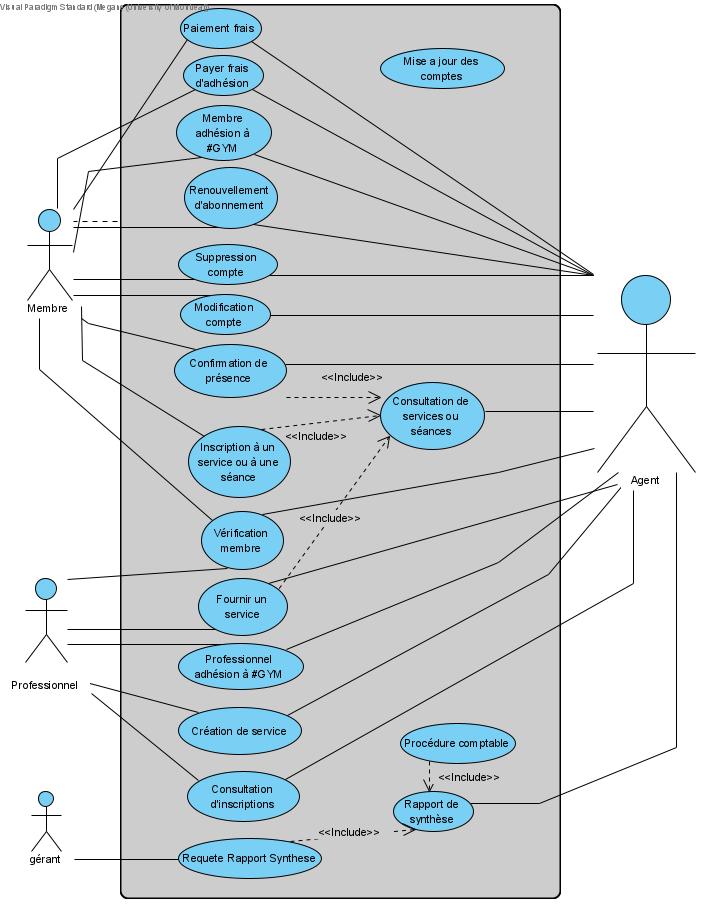 Visual Paradigm Standard (Megane (University Of Montreal))
Paiement frais
Payer frais
d'adhésion
Mise a jour des
comptes
Membre
adhésion à
#GYM
Renouvellement
d'abonnement
Suppression
compte
Membre
Modification
compte
Confirmation de
présence
<<Include>>
Consultation de
services ou
séances
<<Include>>
Inscription à un
service ou à une
séance
Agent
<<Include>>
Vérification
membre
Fournir un
service
Professionnel
adhésion à #GYM
Professionnel
Création de service
Procédure comptable
<<Include>>
Consultation
d'inscriptions
Rapport de
synthèse
<<Include>>
gérant
Requete Rapport Synthese